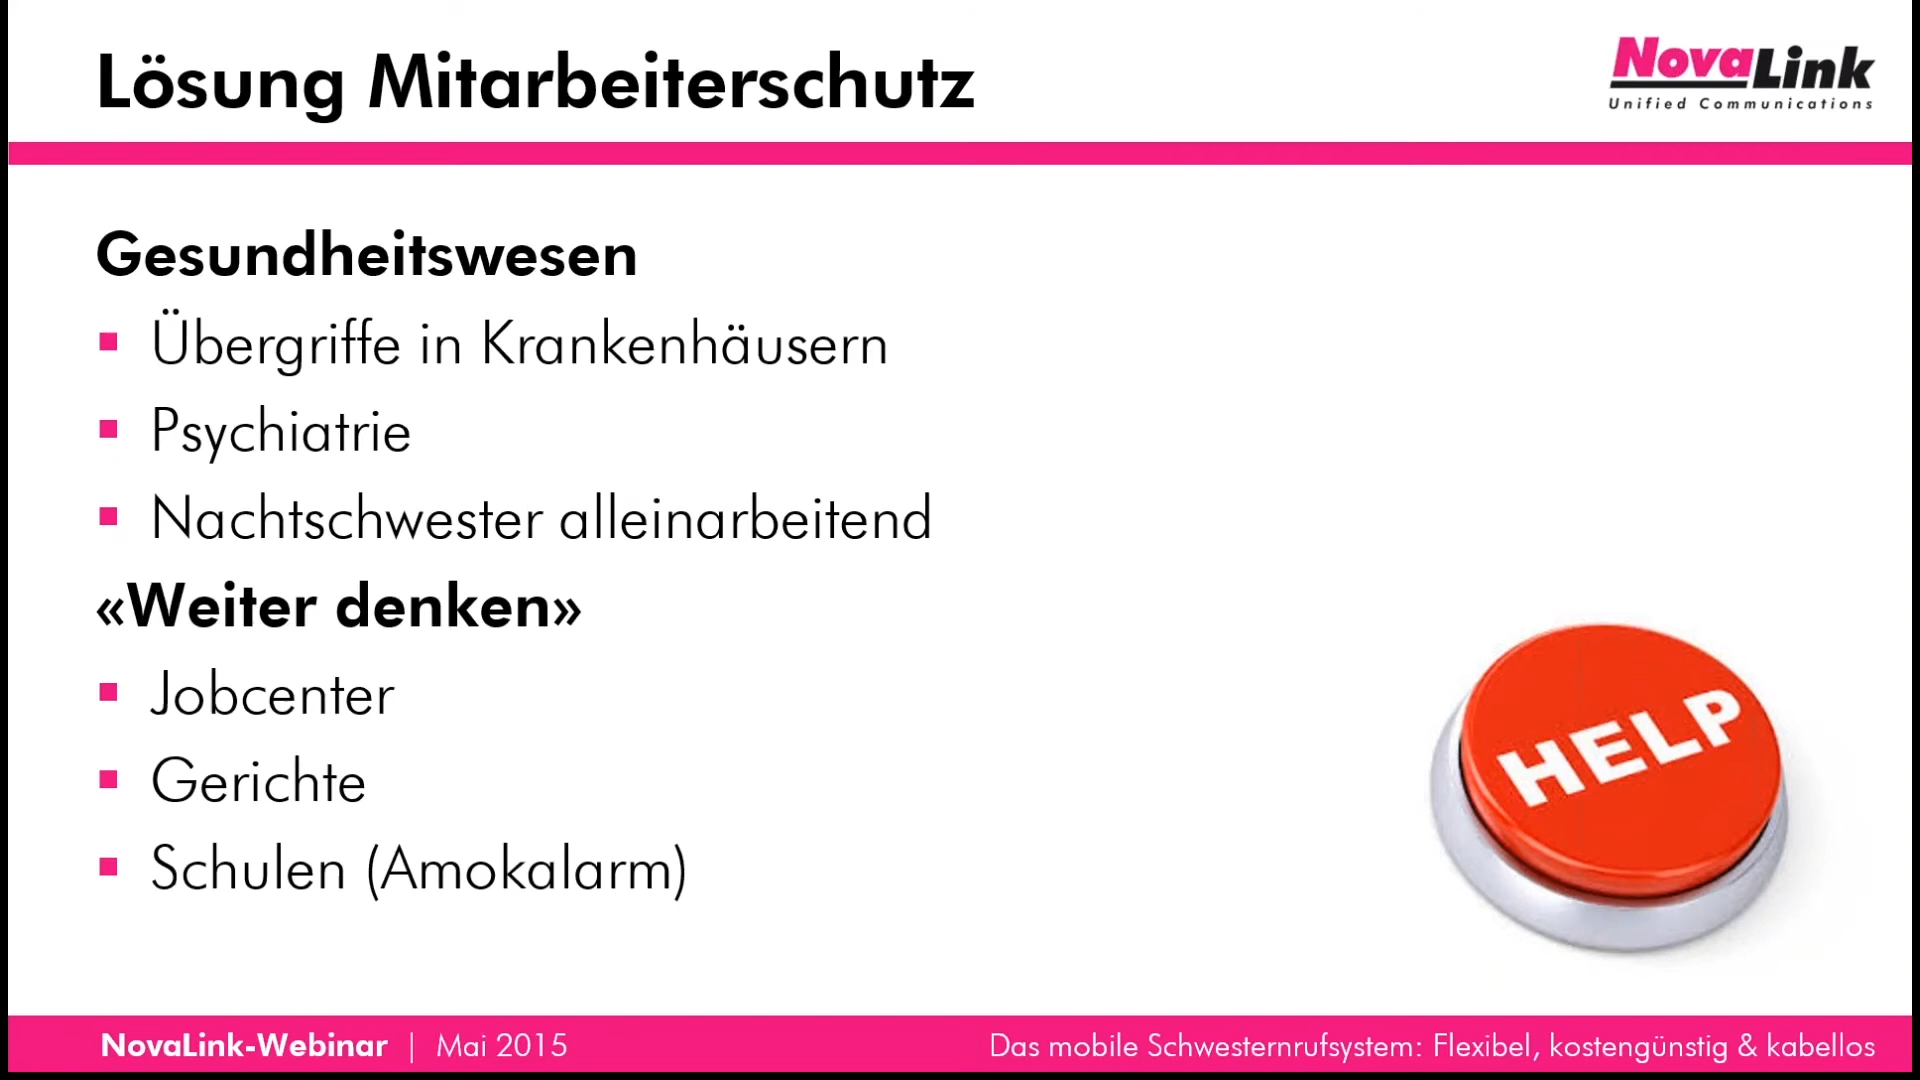 Lösung Mitarbeiterschutz
NovaLink
Unified Communications
Gesundheitswesen
Übergriffe in Krankenhäusern
Psychiatrie
Nachtschwester alleinarbeitend
«Weiter denken»
Jobcenter
Gerichte
Schulen (Amokalarm)
HELP
NovaLink-Webinar | Mai 2015
Das mobile Schwesternrufsystem: Flexibel, kostengünstig & kabellos